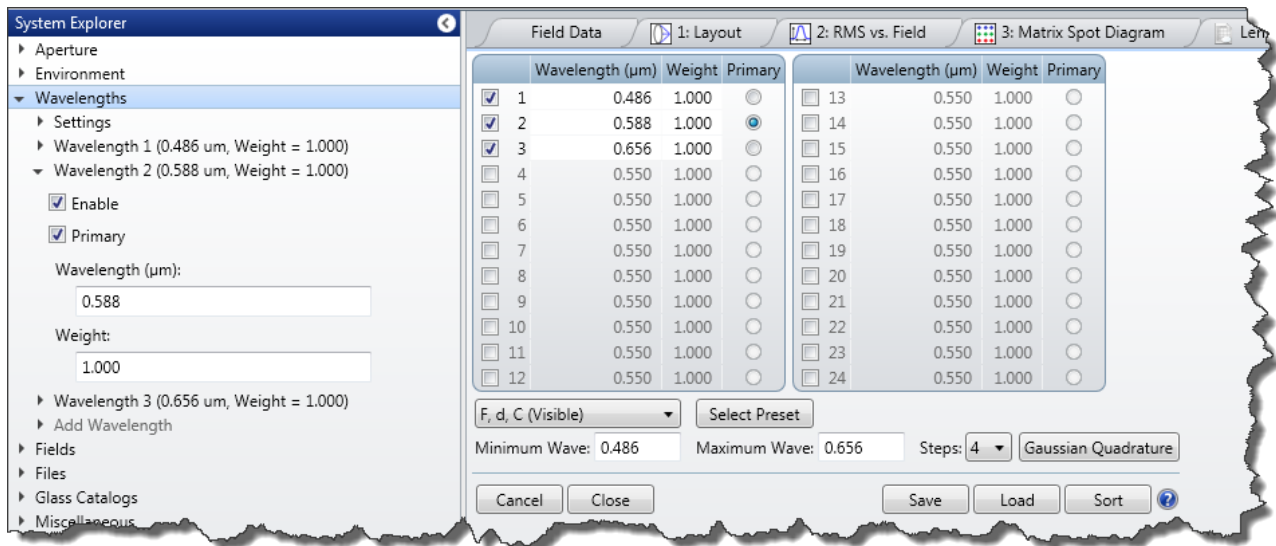 System Explorer
Aperture
Environment
Wavelengths
Settings
Wavelength 1 (0.486 um, Weight = 1.000)
Wavelength 2 (0.588 um, Weight = 1.000)
Enable
Primary
Wavelength (µm):
0.588
Weight:
1.000
Wavelength 3 (0.656 um, Weight = 1.000)
Add Wavelength
Fields
Files
Glass Catalogs
Miscellaneous
Field Data 1: Layout 2: RMS vs. Field 3: Matrix Spot Diagram Len
Wavelength (µm) Weight Primary Wavelength (µm) Weight Primary
1 0.486 1.000 13 0.550 1.000
2 0.588 1.000 14 0.550 1.000
3 0.656 1.000 15 0.550 1.000
4 0.550 1.000 16 0.550 1.000
5 0.550 1.000 17 0.550 1.000
6 0.550 1.000 18 0.550 1.000
7 0.550 1.000 19 0.550 1.000
8 0.550 1.000 20 0.550 1.000
9 0.550 1.000 21 0.550 1.000
10 0.550 1.000 22 0.550 1.000
11 0.550 1.000 23 0.550 1.000
12 0.550 1.000 24 0.550 1.000
F, d, C (Visible) Select Preset
Minimum Wave: 0.486 Maximum Wave: 0.656 Steps: 4 Gaussian Quadrature
Cancel Close Save Load Sort ?